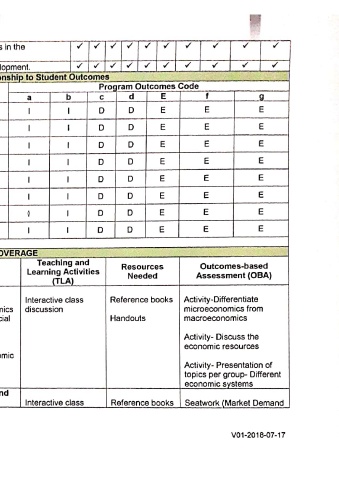 s in the ✓ ✓ ✓ ✓ ✓ ✓ ✓ ✓ ✓ ✓
lopment. ✓ ✓ ✓ ✓ ✓ ✓ ✓ ✓ ✓ ✓
onship to Student Outcomes
Program Outcomes Code
a b c d E f g
I I D D E E E
I I D D E E E
I I D D E E E
I I D D E E E
I I D D E E E
I I D D E E E
I I D D E E E
I I D D E E E
OVERAGE
Teaching and
Learning Activities
(TLA)
Resources
Needed
Outcomes-based
Assessment (OBA)
mics
cial
omic
Interactive class
discussion
Reference books
Handouts
Activity-Differentiate
microeconomics from
macroeconomics
Activity- Discuss the
economic resources
Activity- Presentation of
topics per group- Different
economic systems
nd
Interactive class
Reference books
Seatwork (Market Demand
V01-2018-07-17